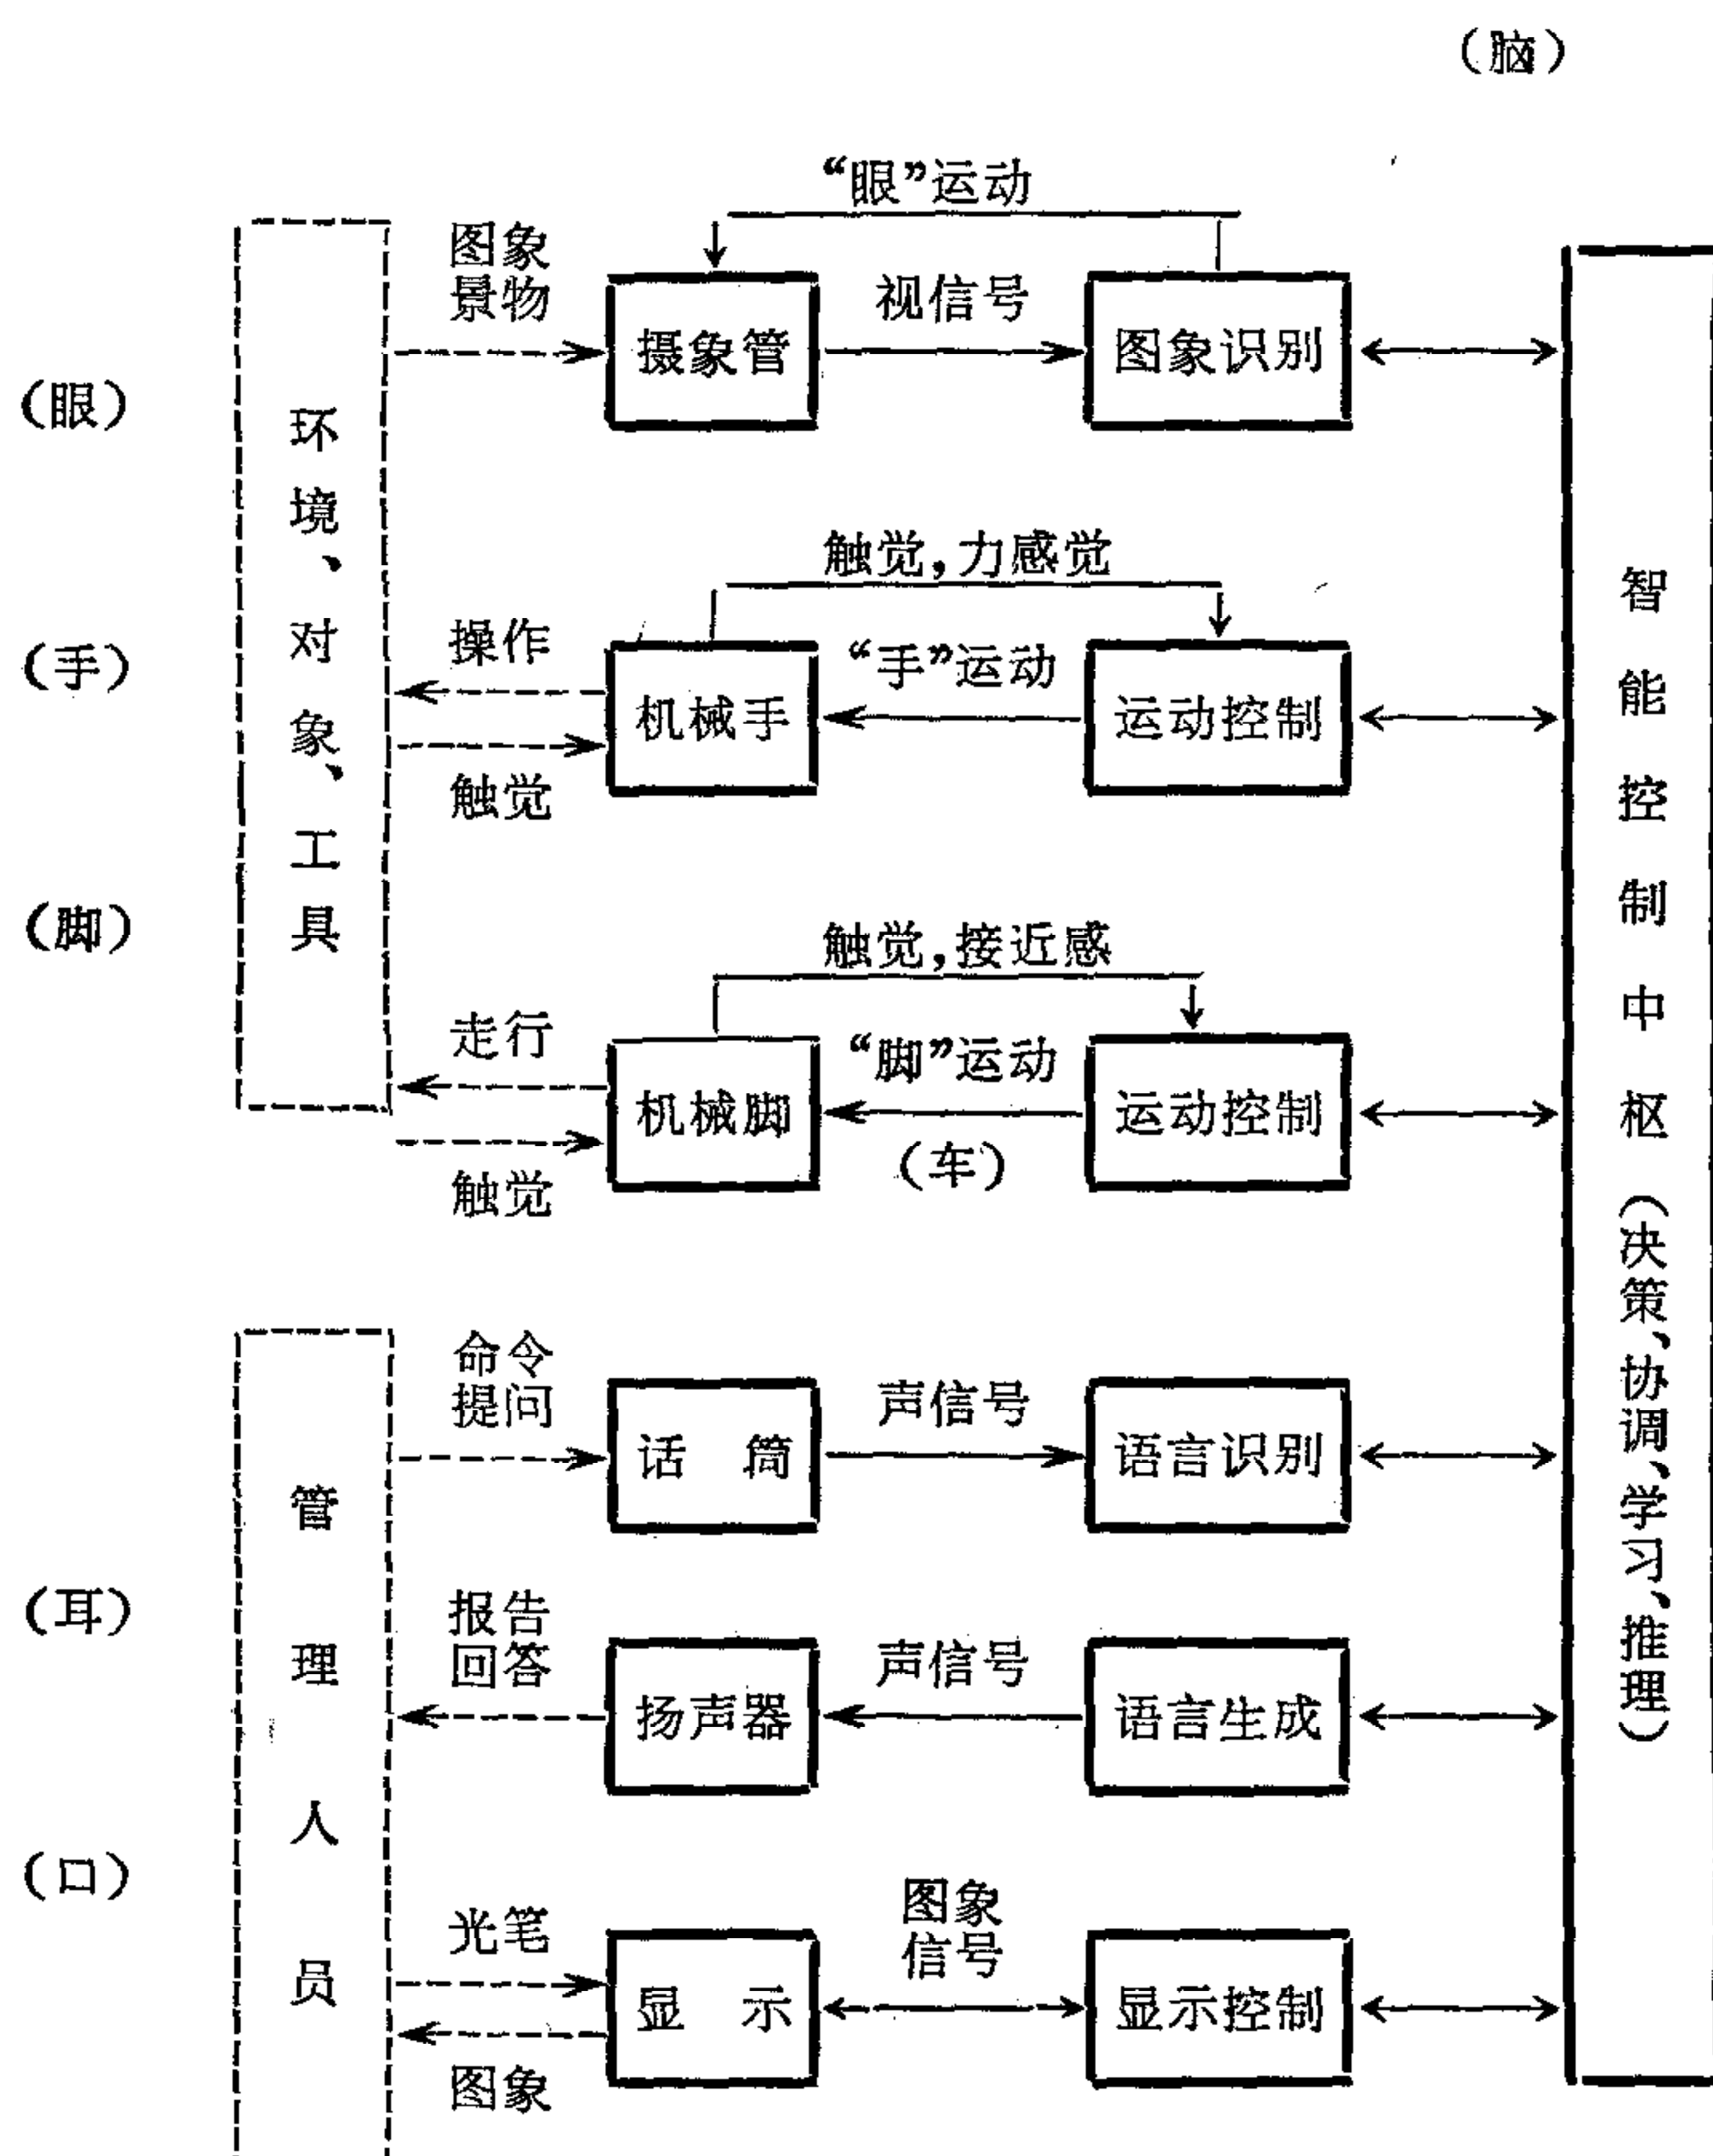 (脑)
“眼”运动
图象
景物
摄象管
视信号
图象识别
(眼)
环境、对象、工具
触觉,力感觉
(手)
操作
机械手
“手”运动
运动控制
触觉
(脚)
触觉,接近感
走行
机械脚
“脚”运动
(车)
运动控制
触觉
智能控制中枢(决策、协调、学习、推理)
命令
提问
话筒
声信号
语言识别
管理人员
(耳)
报告
回答
扬声器
声信号
语言生成
(口)
光笔
显示
图象
信号
显示控制
图象